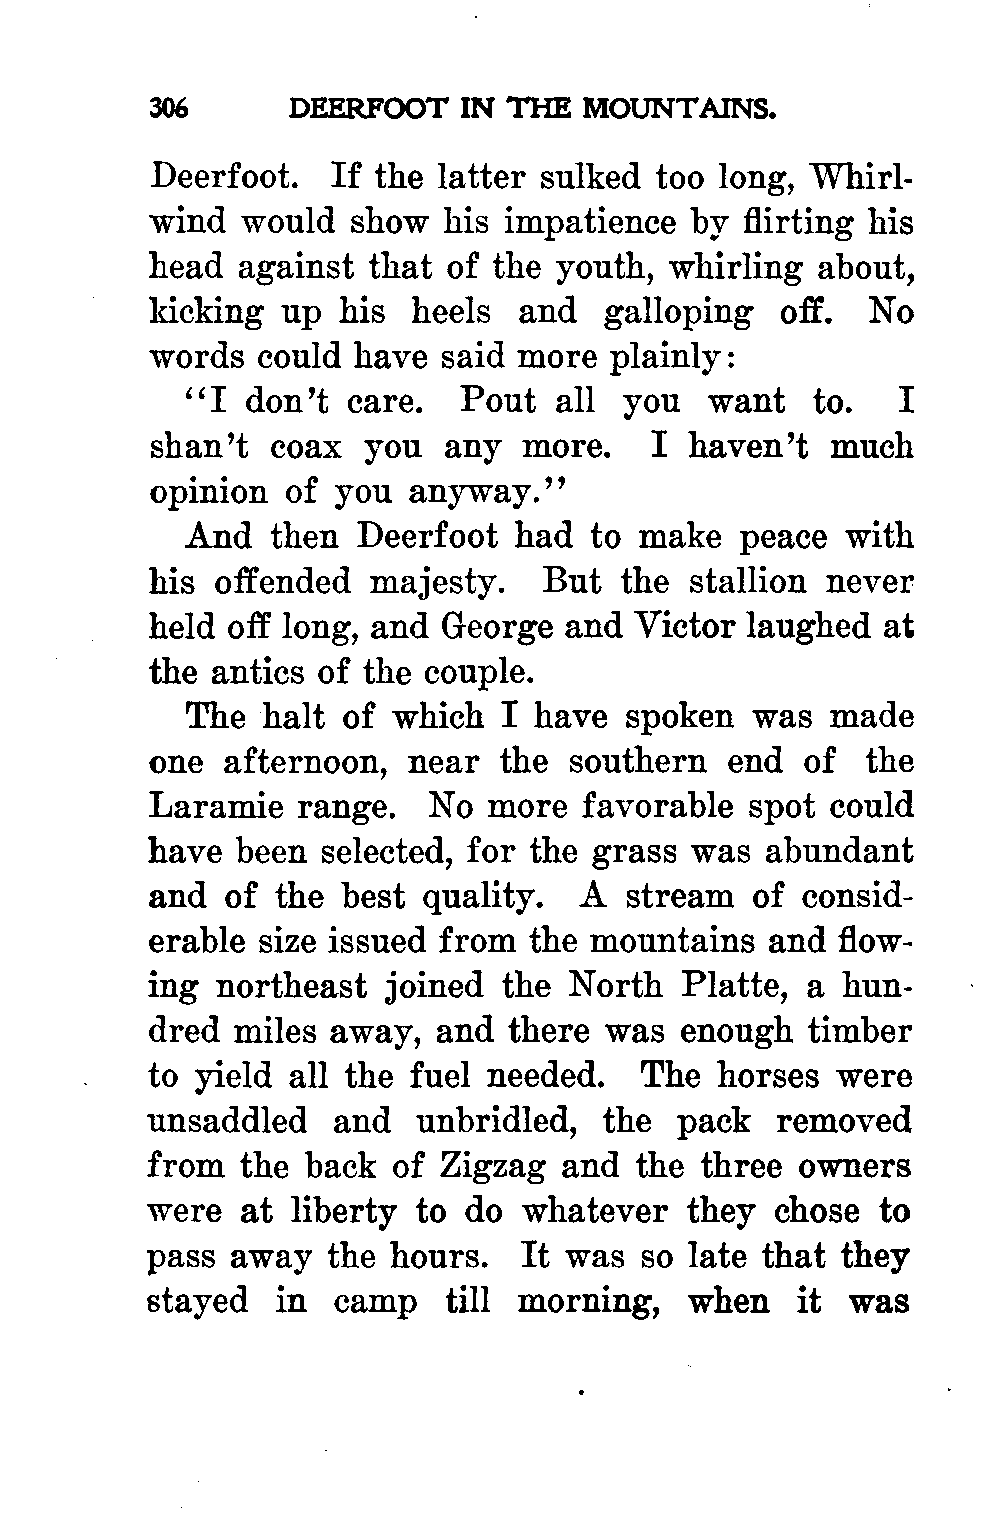 306 DEERFOOT IN THE MOUNTAINS.
Deerfoot. If the latter sulked too long, Whirl-
wind would show his impatience by flirting his
head against that of the youth, whirling about,
kicking up his heels and galloping off. No
words could have said more plainly:
“I don’t care. Pout all you want to. I
shan’t coax you any more. I haven’t much
opinion of you anyway.”
And then Deerfoot had to make peace with
his offended majesty. But the stallion never
held off long, and George and Victor laughed at
the antics of the couple.
The halt of which I have spoken was made
one afternoon, near the southern end of the
Laramie range. No more favorable spot could
have been selected, for the grass was abundant
and of the best quality. A stream of consid-
erable size issued from the mountains and flow-
ing northeast joined the North Platte, a hun-
dred miles away, and there was enough timber
to yield all the fuel needed. The horses were
unsaddled and unbridled, the pack removed
from the back of Zigzag and the three owners
were at liberty to do whatever they chose to
pass away the hours. It was so late that they
stayed in camp till morning, when it was